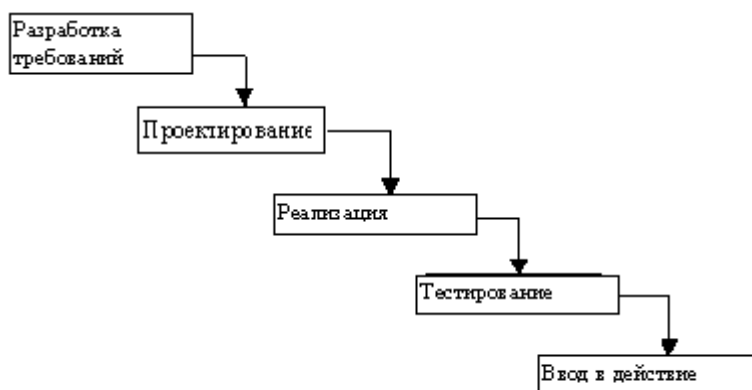 Разработка
требований
Проектирование
Реализация
Тестирование
Ввод в действие